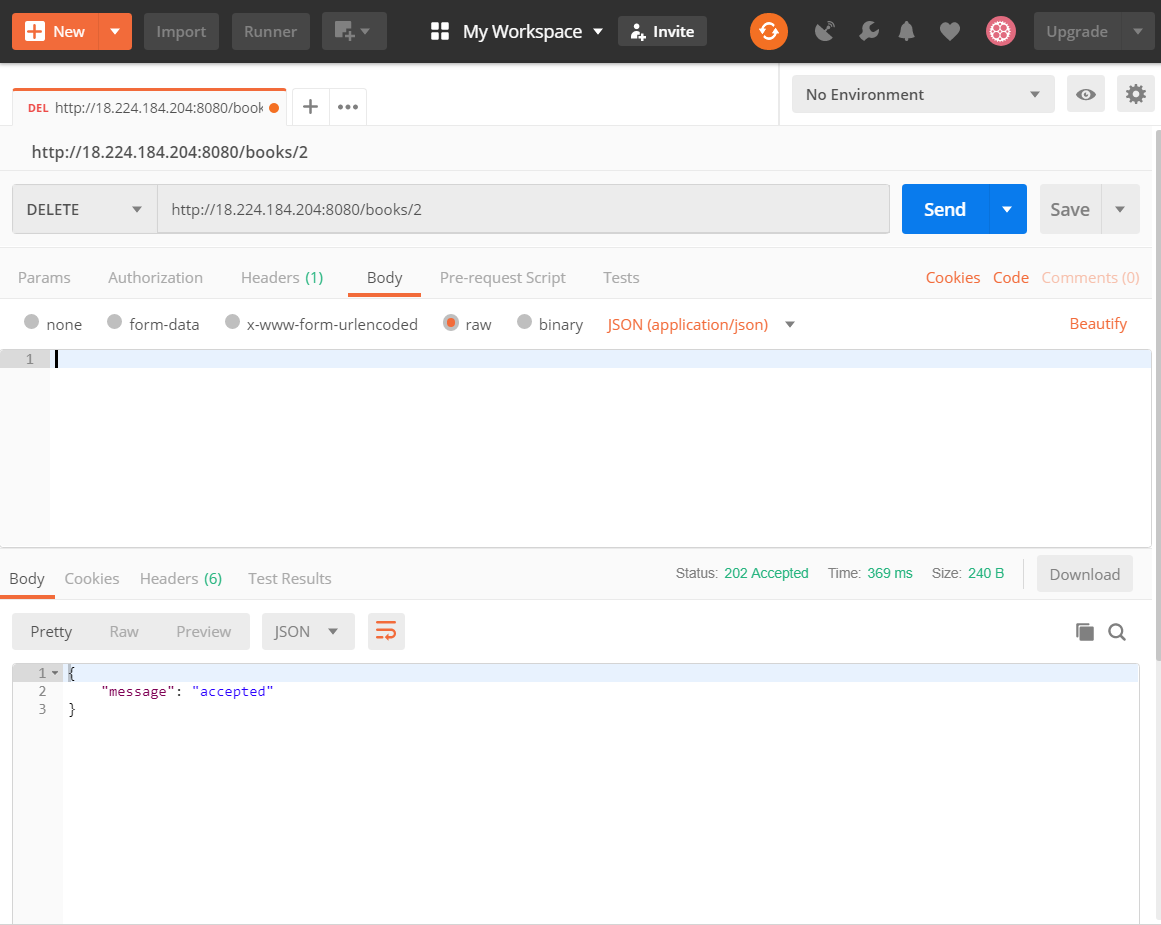 New Import Runner My Workspace Invite Upgrade
DEL http://18.224.184.204:8080/book No Environment
http://18.224.184.204:8080/books/2
DELETE http://18.224.184.204:8080/books/2 Send Save
Params Authorization Headers (1) Body Pre-request Script Tests Cookies Code Comments (0)
none form-data x-www-form-urlencoded raw binary JSON (application/json) Beautify
1
Body Cookies Headers (6) Test Results Status: 202 Accepted Time: 369 ms Size: 240 B Download
Pretty Raw Preview JSON
1 {
2 "message": "accepted"
3 }